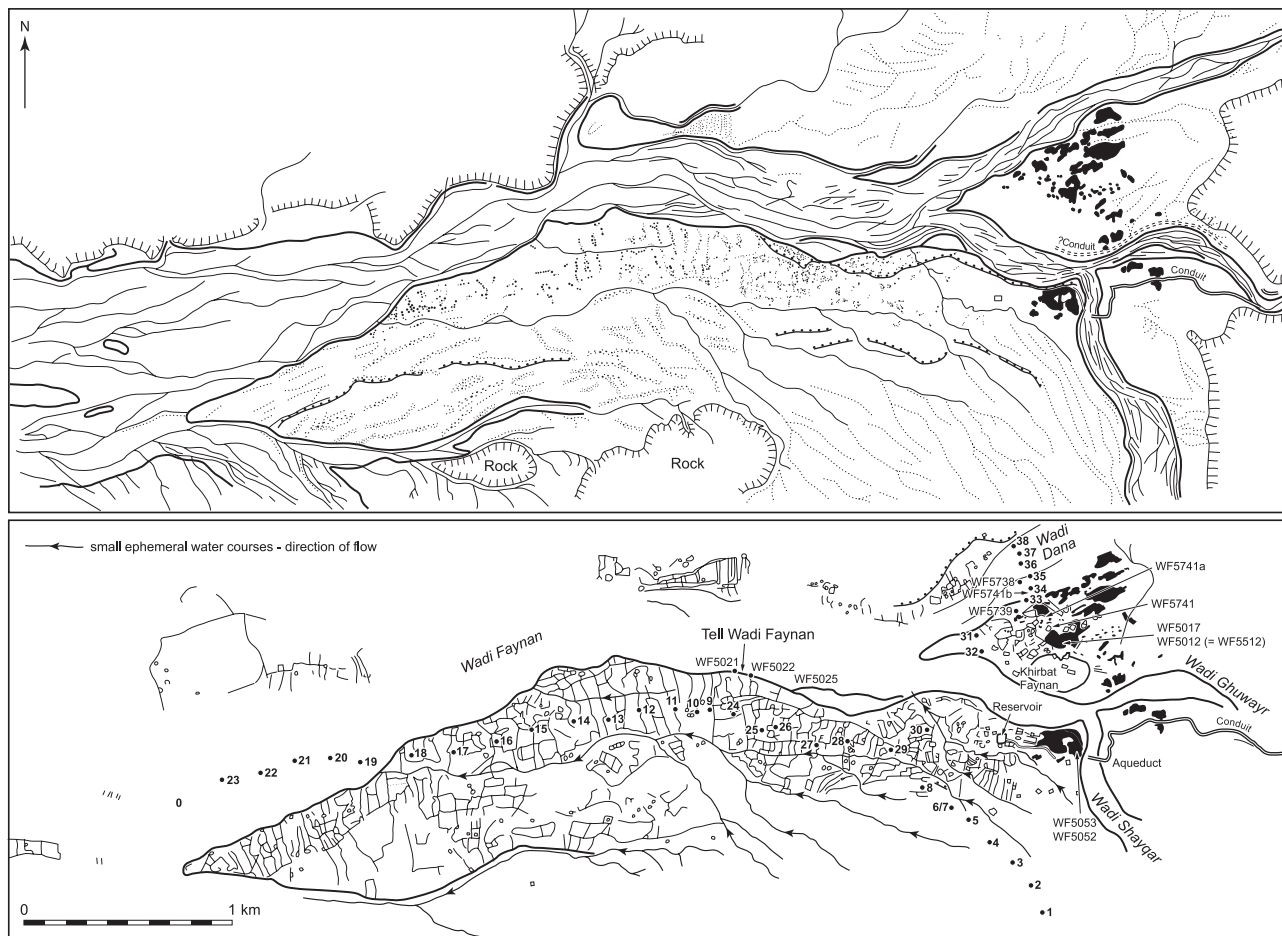 N
?Conduit
Conduit
Rock
Rock
small ephemeral water courses - direction of flow
38
Wadi
Dana
37
36
WF5741a
35
WF5738
34
WF5741b
33
WF5741
WF5739
WF5017
31
WF5012 (= WF5512)
32
Khirbat
Faynan
Wadi Faynan
Tell Wadi Faynan
WF5021
WF5022
WF5025
Wadi Ghuwayr
Reservoir
Conduit
Aqueduct
11
10
9
24
12
13
14
15
16
17
18
19
20
21
22
23
0
25
26
27
28
29
30
8
6/7
5
4
3
2
1
WF5053
WF5052
Wadi Shayqar
0
1 km